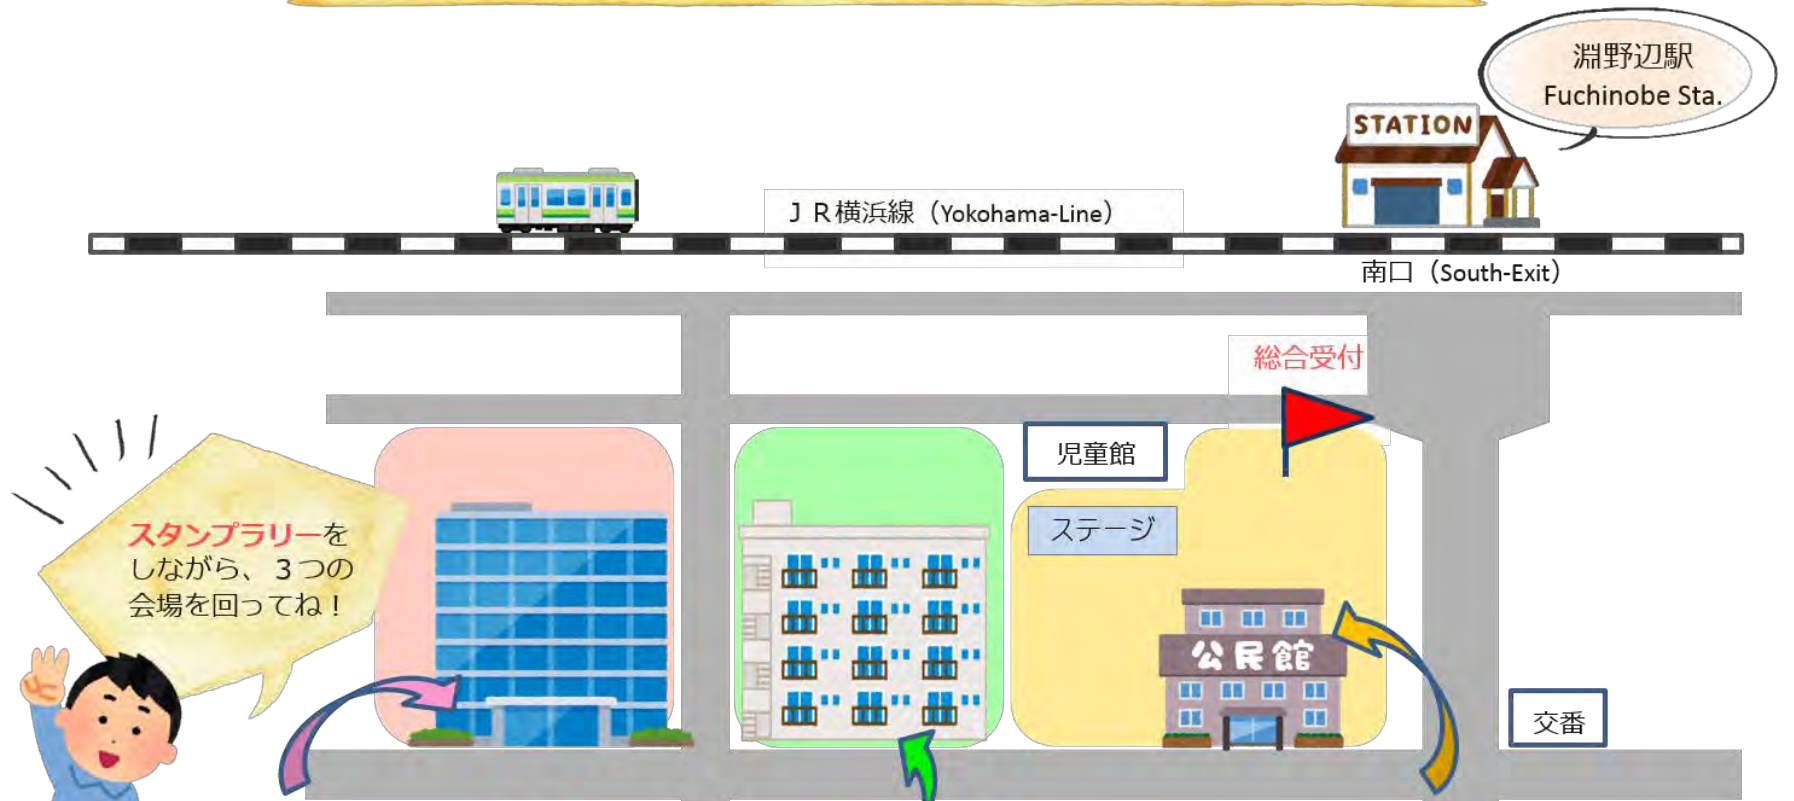 淵野辺駅
Fuchinobe Sta.
STATION
ＪＲ横浜線（Yokohama-Line）
南口（South-Exit）
総合受付
児童館
ステージ
スタンプラリーを
しながら、３つの
会場を回ってね！
公民館
交番